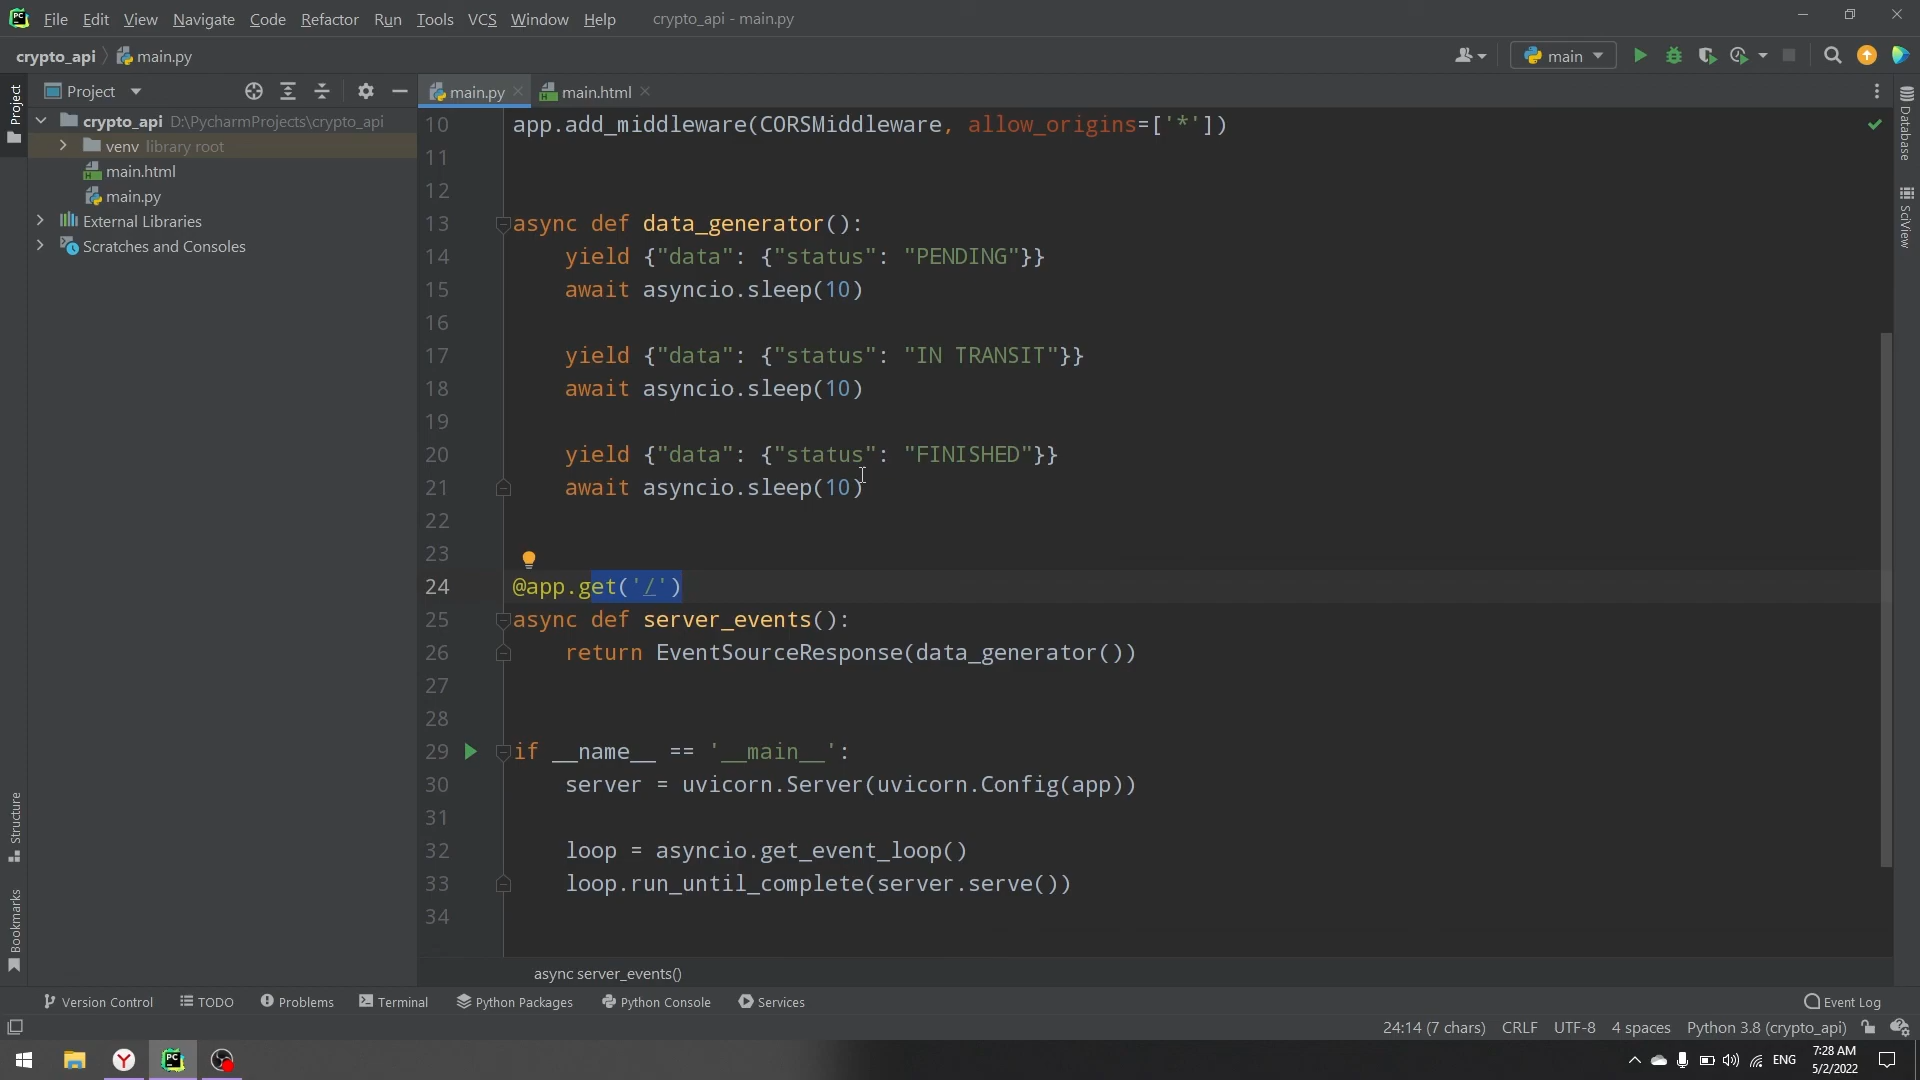 File Edit View Navigate Code Refactor Run Tools VCS Window Help crypto_api - main.py
crypto_api main.py
main
Project
main.py
main.html
Project
crypto_api D:\PycharmProjects\crypto_api
venv library root
main.html
main.py
External Libraries
Scratches and Consoles
Structure
Bookmarks
10 app.add_middleware(CORSMiddleware, allow_origins=['*'])
11
12
13 async def data_generator():
14 yield {"data": {"status": "PENDING"}}
15 await asyncio.sleep(10)
16
17 yield {"data": {"status": "IN TRANSIT"}}
18 await asyncio.sleep(10)
19
20 yield {"data": {"status": "FINISHED"}}
21 await asyncio.sleep(10)
22
23
24 @app.get('/')
25 async def server_events():
26 return EventSourceResponse(data_generator())
27
28
29 if __name__ == '__main__':
30 server = uvicorn.Server(uvicorn.Config(app))
31
32 loop = asyncio.get_event_loop()
33 loop.run_until_complete(server.serve())
34
async server_events()
Database
SciView
Version Control TODO Problems Terminal Python Packages Python Console Services Event Log
24:14 (7 chars) CRLF UTF-8 4 spaces Python 3.8 (crypto_api)
ENG
7:28 AM
5/2/2022